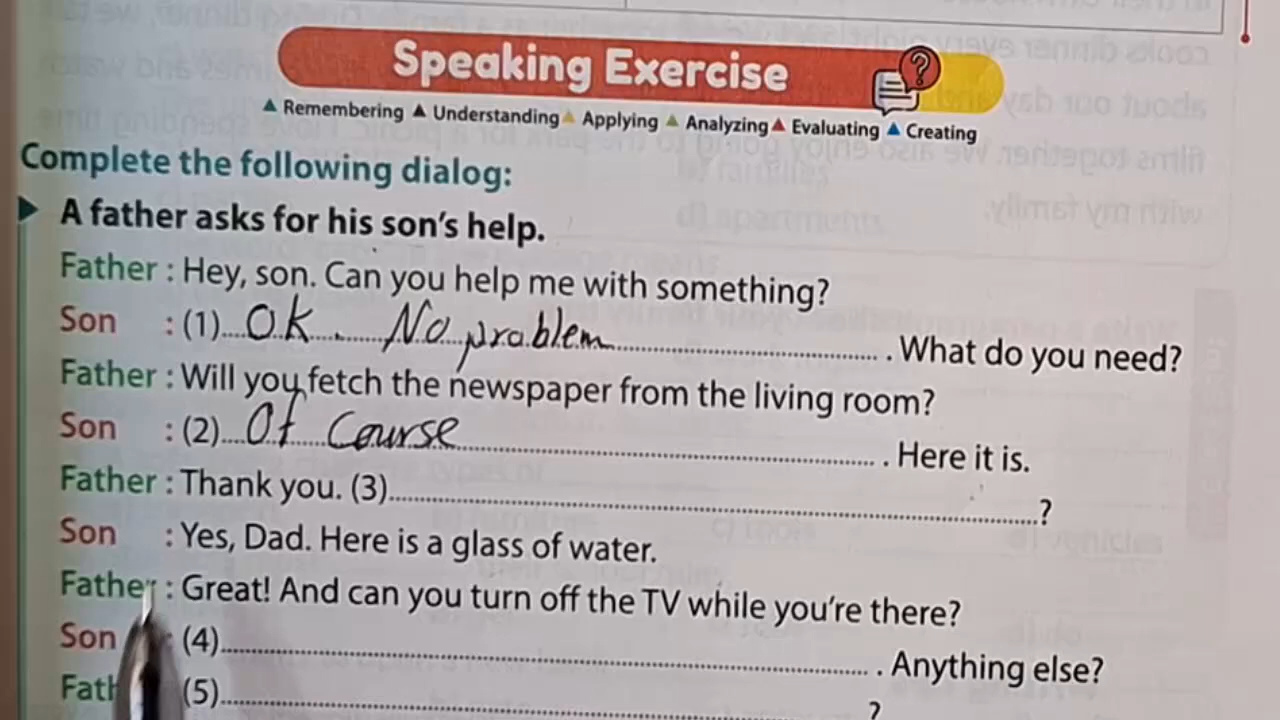 Speaking Exercise
?
▲ Remembering ▲ Understanding ▲ Applying ▲ Analyzing ▲ Evaluating ▲ Creating
Complete the following dialog:
▶ A father asks for his son's help.
Father : Hey, son. Can you help me with something?
Son : (1) OK. No problem . What do you need?
Father : Will you fetch the newspaper from the living room?
Son : (2) Of course . Here it is.
Father : Thank you. (3) ?
Son : Yes, Dad. Here is a glass of water.
Father : Great! And can you turn off the TV while you're there?
Son (4) . Anything else?
Fath (5) ?